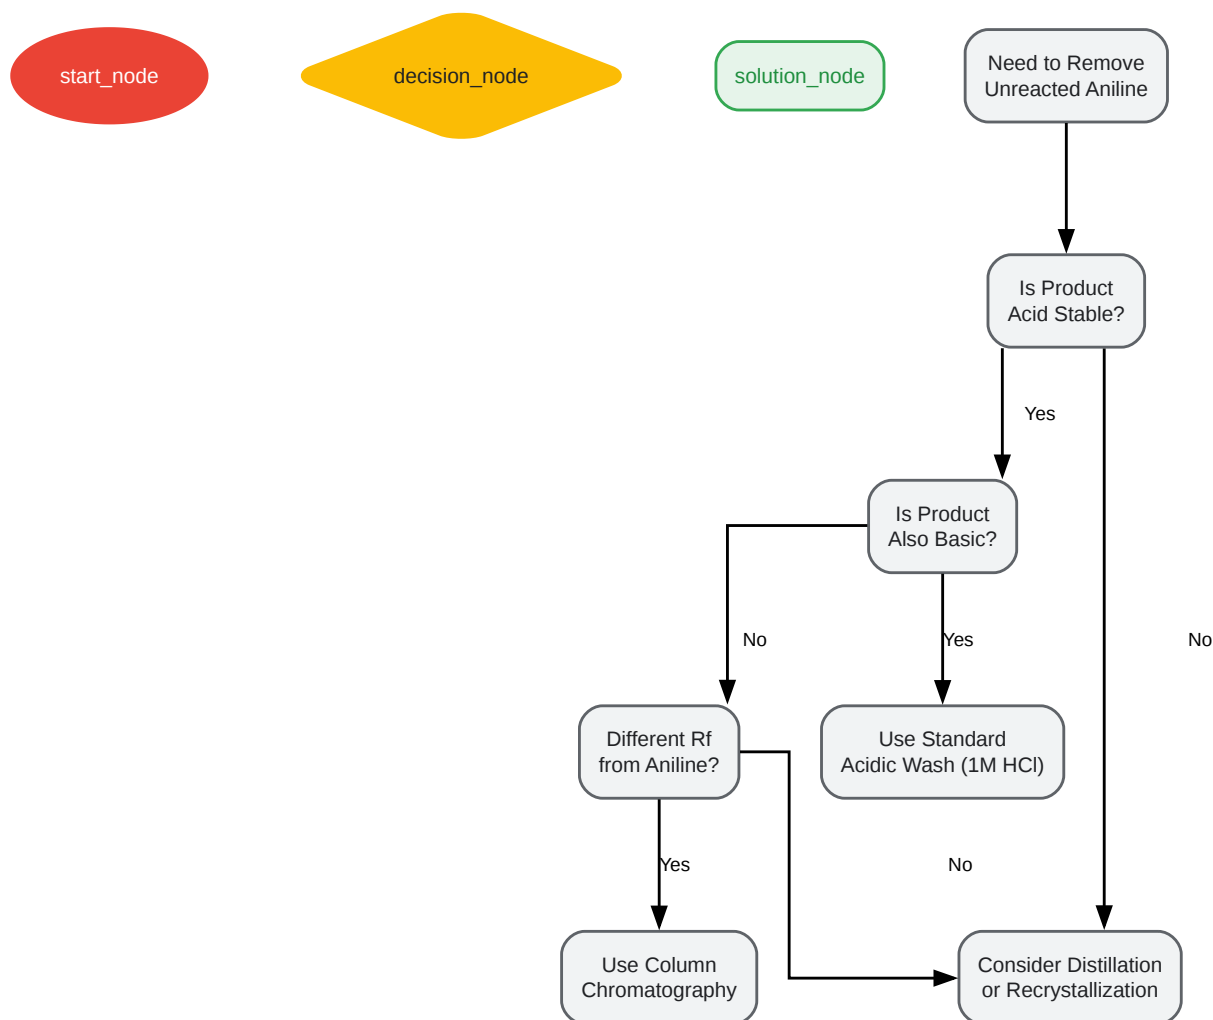 start_node
decision_node
solution_node
Need to Remove
Unreacted Aniline
Is Product
Acid Stable?
Yes
Is Product
Also Basic?
No
Yes
No
Different Rf
from Aniline?
Use Standard
Acidic Wash (1M HCl)
Yes
No
Use Column
Chromatography
Consider Distillation
or Recrystallization